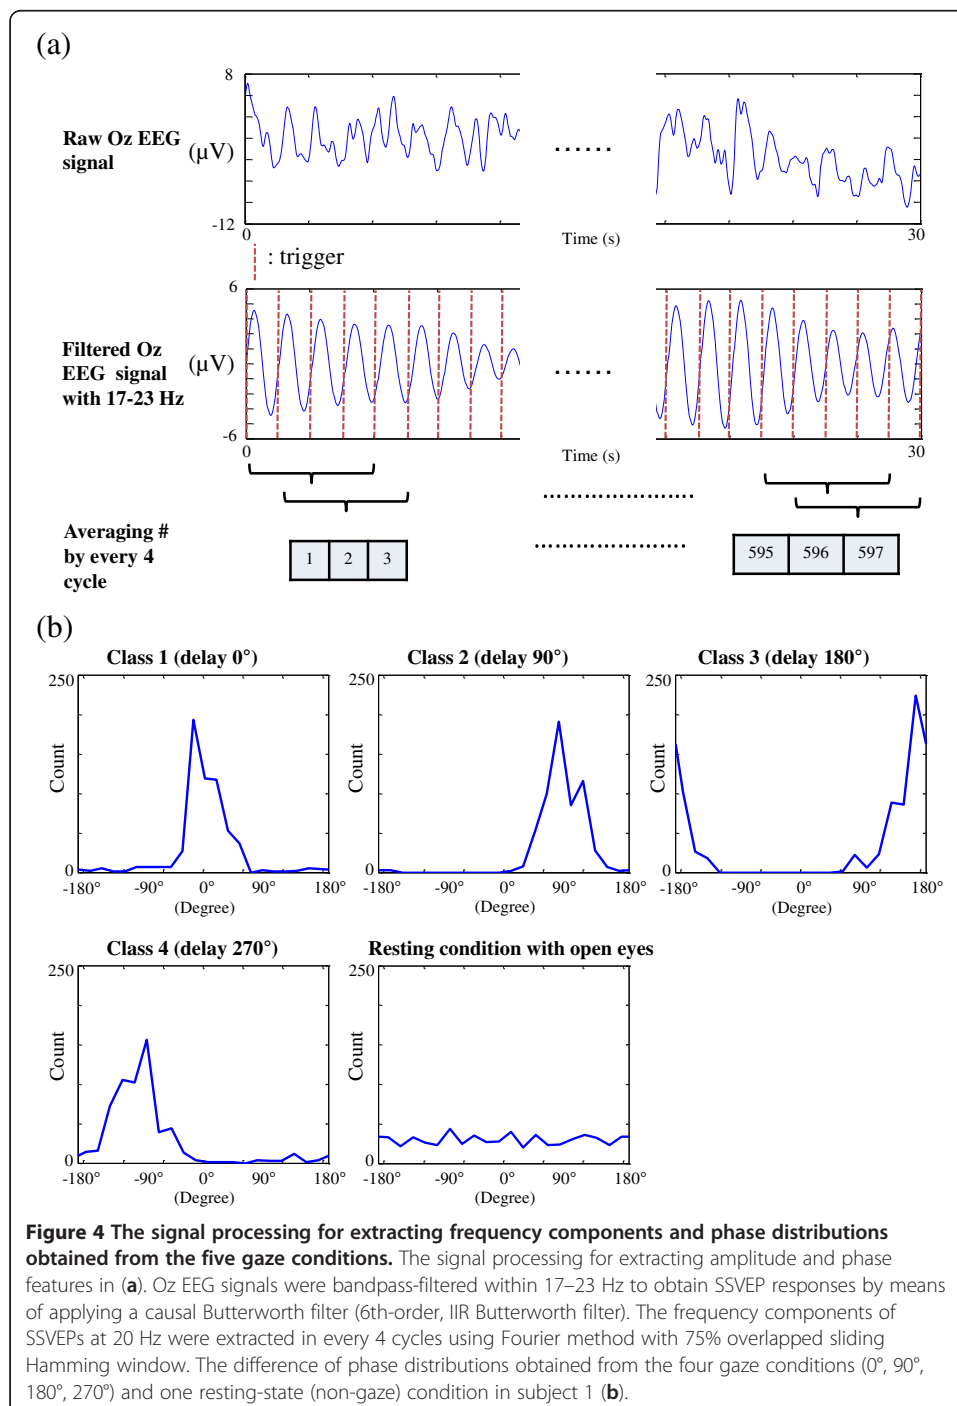 (a)
8
Raw Oz EEG
signal
(µV)
......
-12
0
Time (s)
30
: trigger
6
Filtered Oz
EEG signal
with 17-23 Hz
(µV)
......
-6
0
Time (s)
30
Averaging #
by every 4
cycle
1 2 3
595 596 597
(b)
Class 1 (delay 0°)
250
Count
0
-180° -90° 0° 90° 180°
(Degree)
Class 2 (delay 90°)
250
Count
0
-180° -90° 0° 90° 180°
(Degree)
Class 3 (delay 180°)
250
Count
0
-180° -90° 0° 90° 180°
(Degree)
Class 4 (delay 270°)
250
Count
0
-180° -90° 0° 90° 180°
(Degree)
Resting condition with open eyes
250
Count
0
-180° -90° 0° 90° 180°
(Degree)
Figure 4 The signal processing for extracting frequency components and phase distributions
obtained from the five gaze conditions. The signal processing for extracting amplitude and phase
features in (a). Oz EEG signals were bandpass-filtered within 17–23 Hz to obtain SSVEP responses by means
of applying a causal Butterworth filter (6th-order, IIR Butterworth filter). The frequency components of
SSVEPs at 20 Hz were extracted in every 4 cycles using Fourier method with 75% overlapped sliding
Hamming window. The difference of phase distributions obtained from the four gaze conditions (0°, 90°,
180°, 270°) and one resting-state (non-gaze) condition in subject 1 (b).